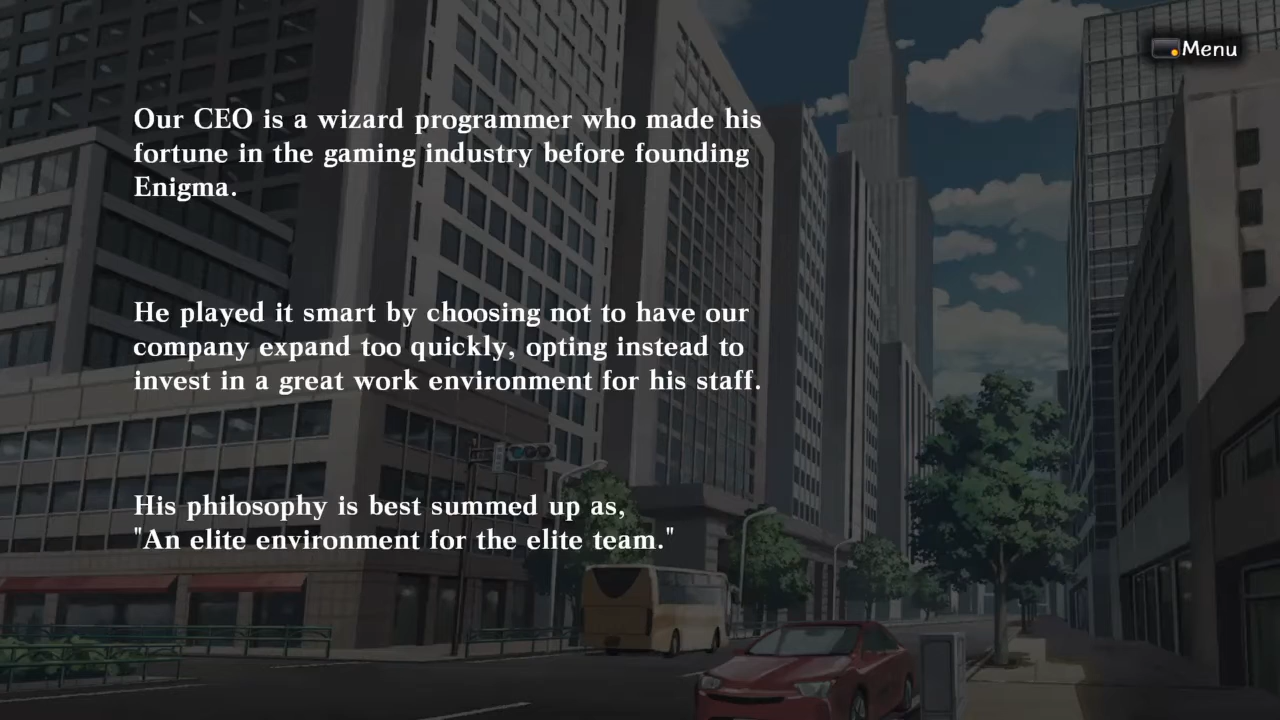 Menu
Our CEO is a wizard programmer who made his
fortune in the gaming industry before founding
Enigma.
He played it smart by choosing not to have our
company expand too quickly, opting instead to
invest in a great work environment for his staff.
His philosophy is best summed up as,
"An elite environment for the elite team."